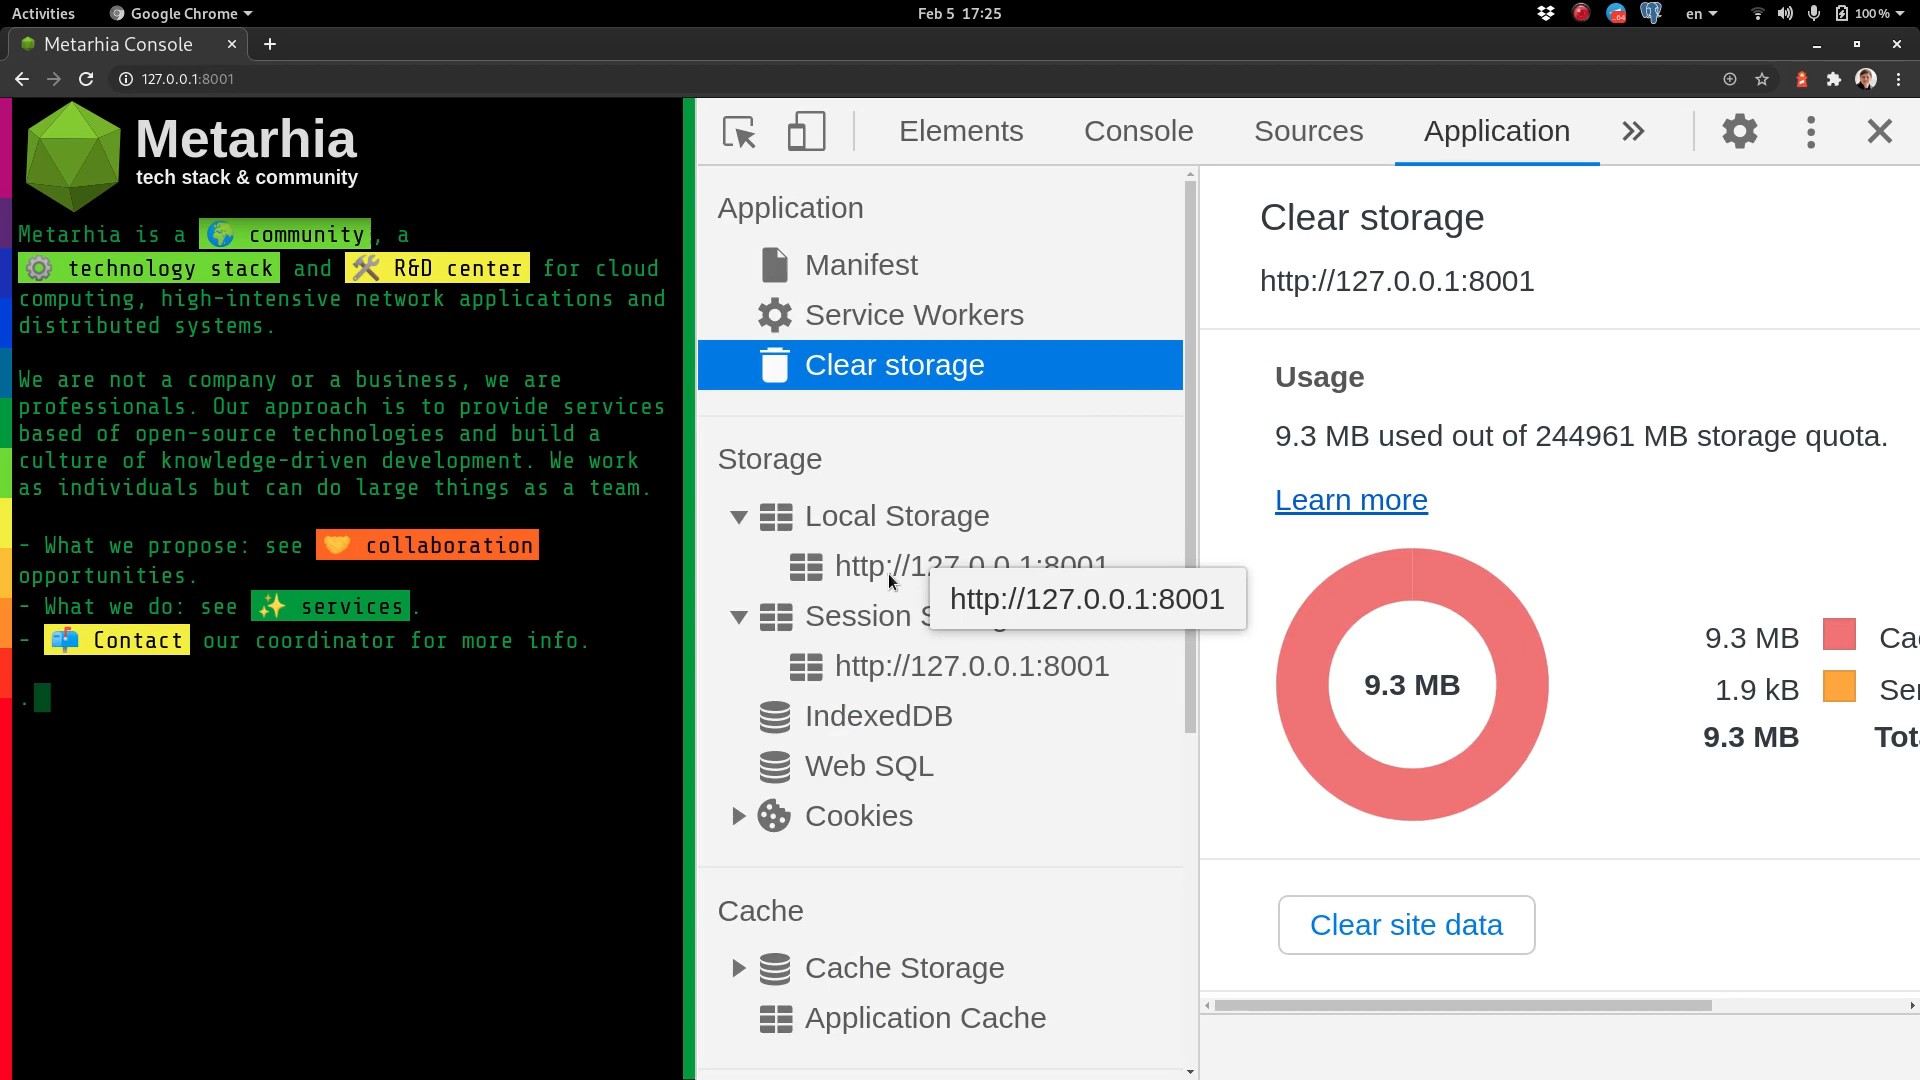 Activities
Google Chrome
Feb 5 17:25
en
100 %
Metarhia Console
127.0.0.1:8001
Metarhia
tech stack & community
Metarhia is a community, a
technology stack and R&D center for cloud
computing, high-intensive network applications and
distributed systems.
We are not a company or a business, we are
professionals. Our approach is to provide services
based of open-source technologies and build a
culture of knowledge-driven development. We work
as individuals but can do large things as a team.
- What we propose: see collaboration
opportunities.
- What we do: see services.
- Contact our coordinator for more info.
.
Elements
Console
Sources
Application
Application
Manifest
Service Workers
Clear storage
Storage
Local Storage
http://127.0.0.1:8001
http://127.0.0.1:8001
Session
http://127.0.0.1:8001
IndexedDB
Web SQL
Cookies
Cache
Cache Storage
Application Cache
Clear storage
http://127.0.0.1:8001
Usage
9.3 MB used out of 244961 MB storage quota.
Learn more
9.3 MB
9.3 MB
1.9 kB
9.3 MB
Clear site data